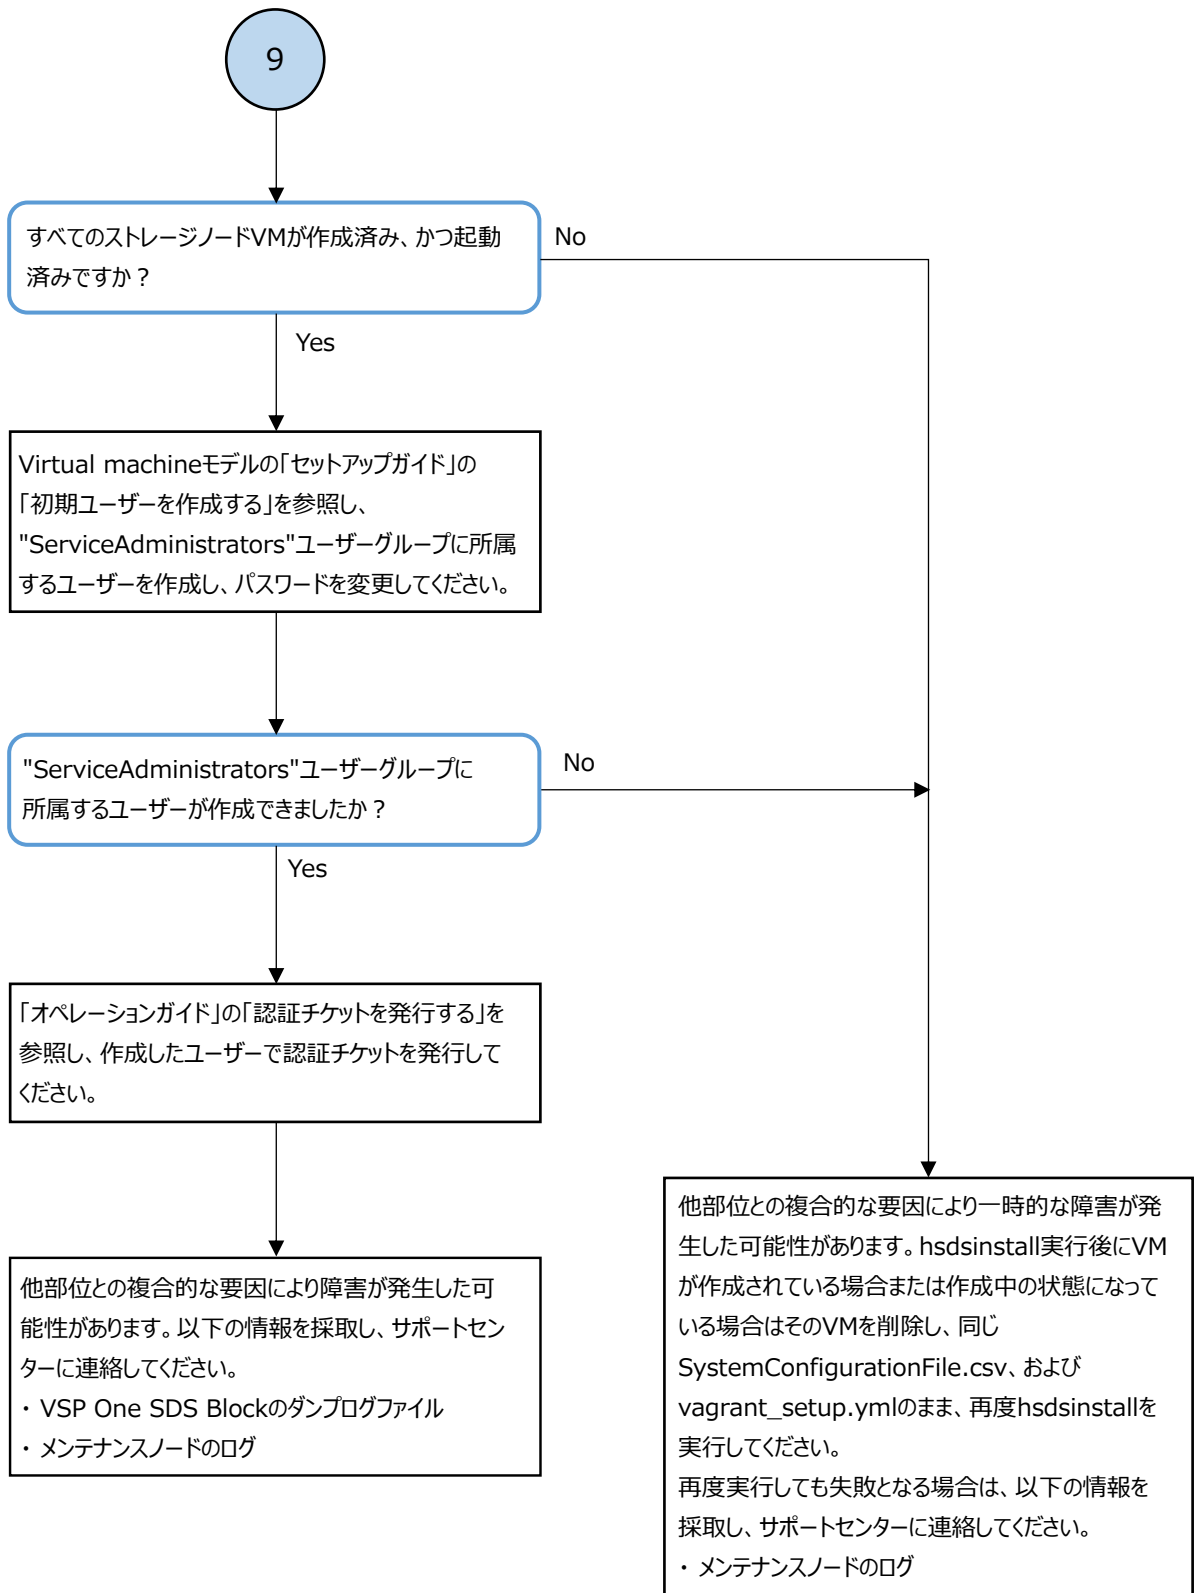 9
すべてのストレージノードVMが作成済み、かつ起動
済みですか？
No
Yes
Virtual machineモデルの「セットアップガイド」の
「初期ユーザーを作成する」を参照し、
"ServiceAdministrators"ユーザーグループに所属
するユーザーを作成し、パスワードを変更してください。
"ServiceAdministrators"ユーザーグループに
所属するユーザーが作成できましたか？
No
Yes
「オペレーションガイド」の「認証チケットを発行する」を
参照し、作成したユーザーで認証チケットを発行して
ください。
他部位との複合的な要因により障害が発生した可
能性があります。以下の情報を採取し、サポートセン
ターに連絡してください。
・ VSP One SDS Blockのダンプログファイル
・ メンテナンスノードのログ
他部位との複合的な要因により一時的な障害が発
生した可能性があります。hsdsinstall実行後にVM
が作成されている場合または作成中の状態になって
いる場合はそのVMを削除し、同じ
SystemConfigurationFile.csv、および
vagrant_setup.ymlのまま、再度hsdsinstallを
実行してください。
再度実行しても失敗となる場合は、以下の情報を
採取し、サポートセンターに連絡してください。
・ メンテナンスノードのログ